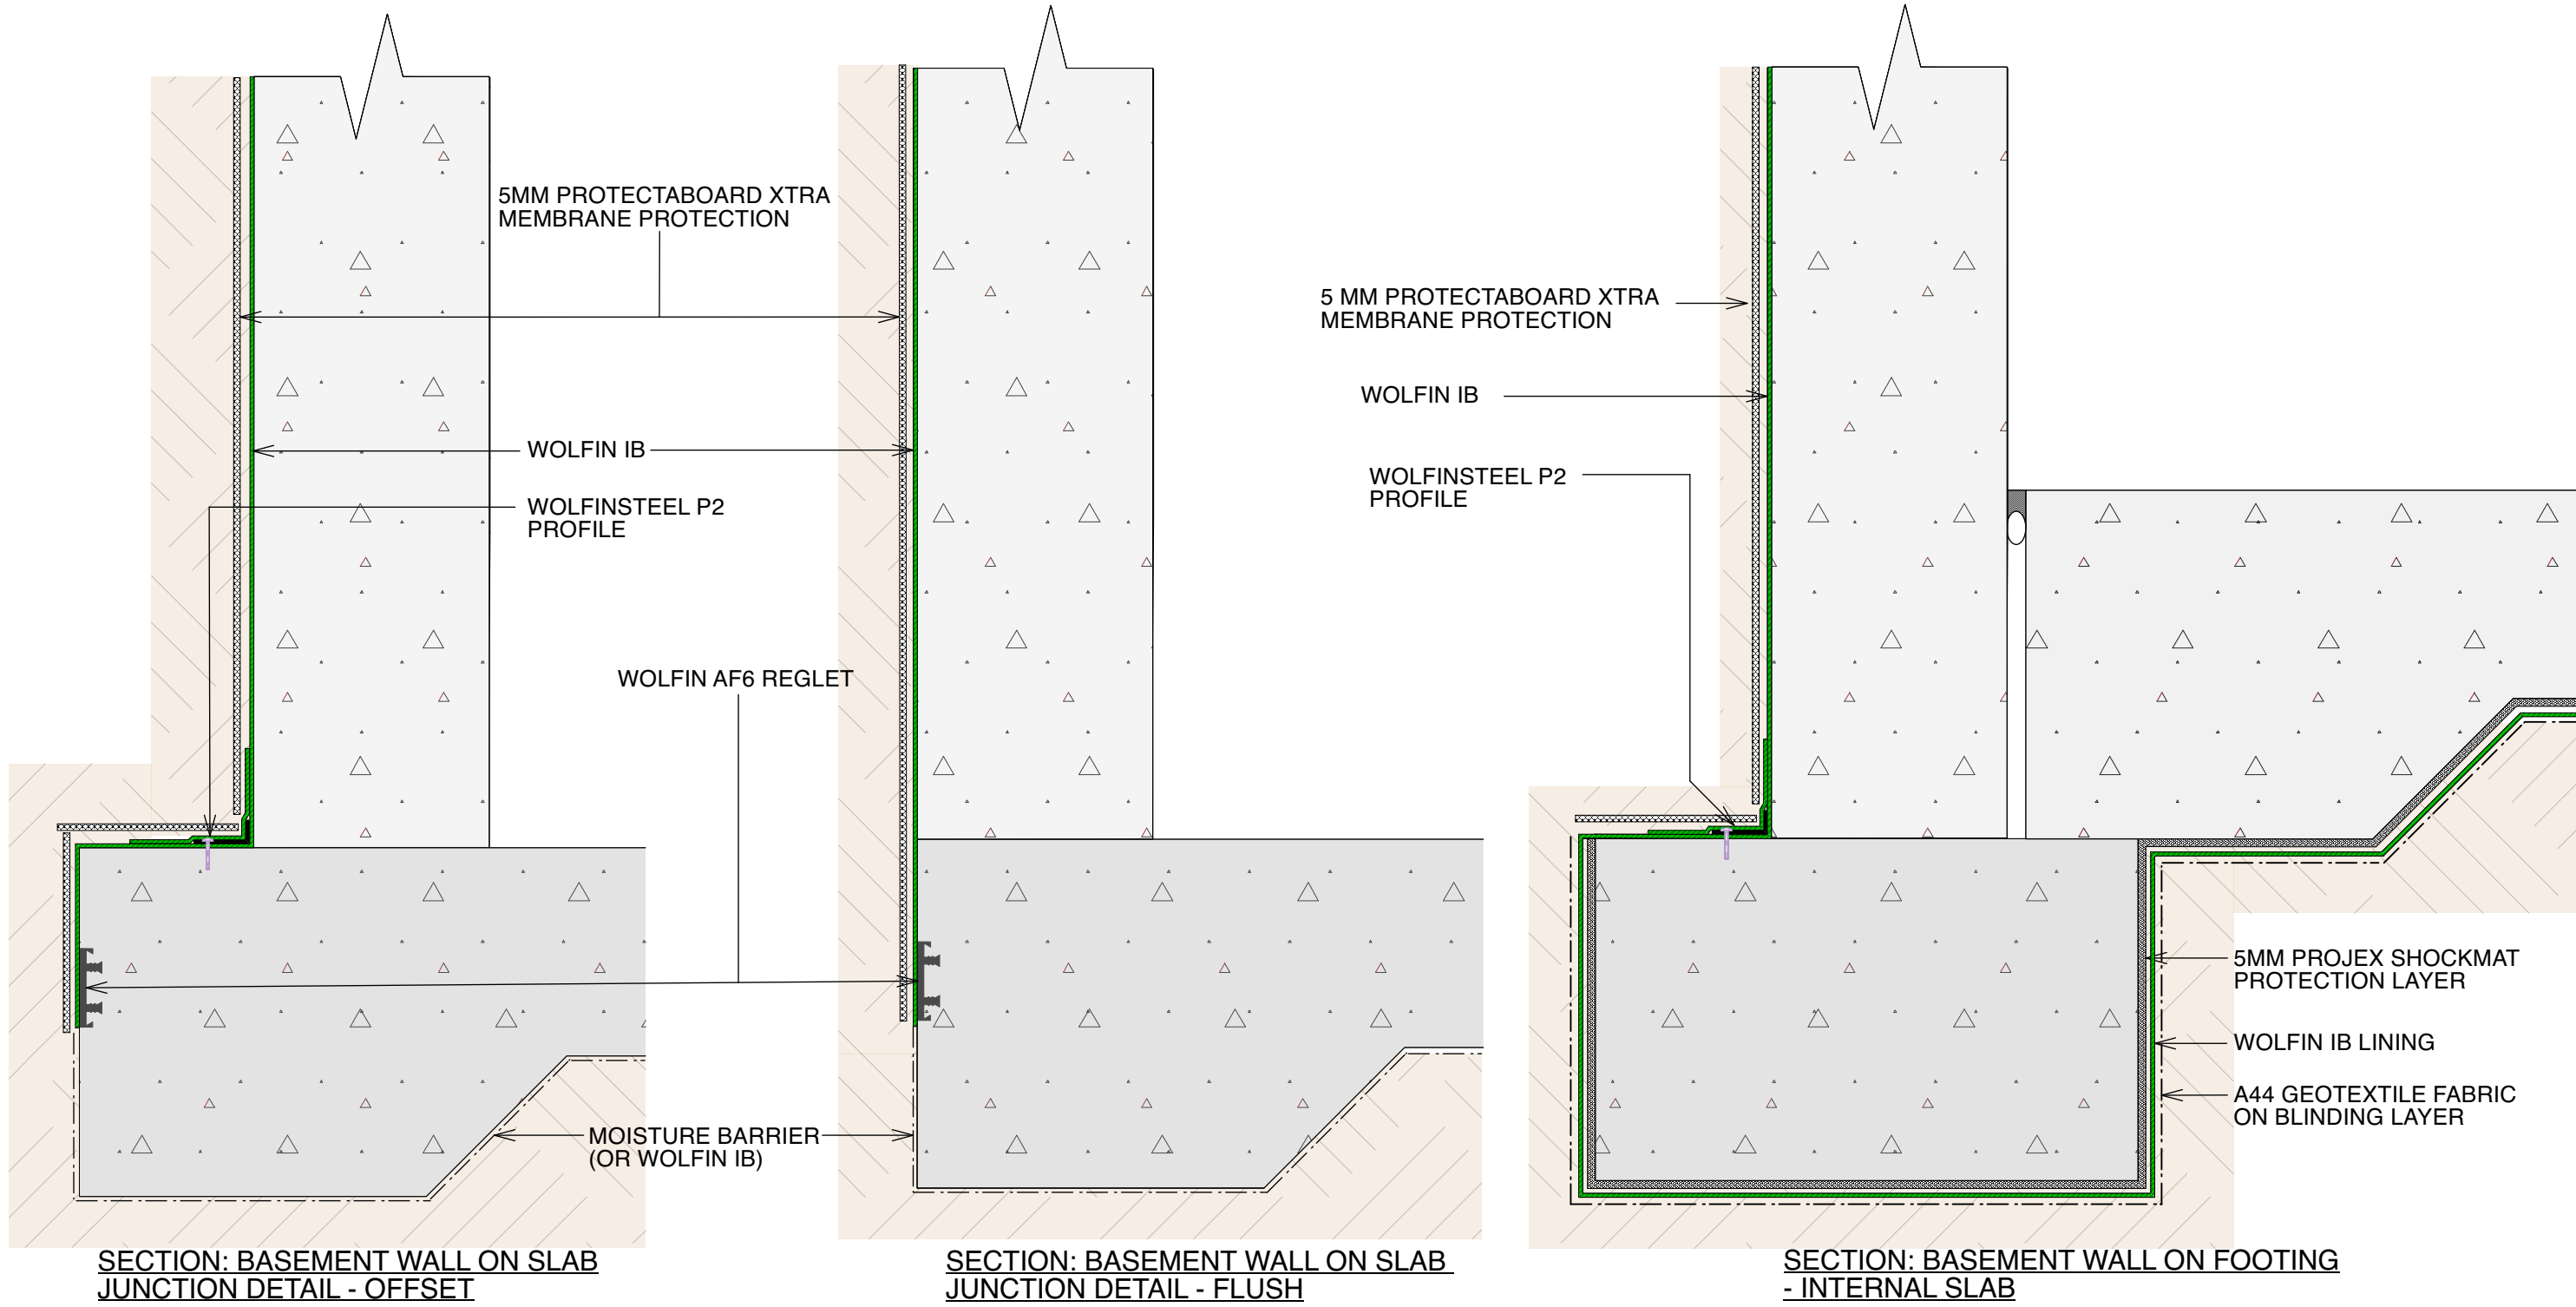 5MM PROTECTABOARD XTRA
MEMBRANE PROTECTION
WOLFIN IB
WOLFINSTEEL P2
PROFILE
WOLFIN AF6 REGLET
MOISTURE BARRIER
(OR WOLFIN IB)
5 MM PROTECTABOARD XTRA
MEMBRANE PROTECTION
WOLFIN IB
WOLFINSTEEL P2
PROFILE
5MM PROJEX SHOCKMAT
PROTECTION LAYER
WOLFIN IB LINING
A44 GEOTEXTILE FABRIC
ON BLINDING LAYER
SECTION: BASEMENT WALL ON SLAB
JUNCTION DETAIL - OFFSET
SECTION: BASEMENT WALL ON SLAB
JUNCTION DETAIL - FLUSH
SECTION: BASEMENT WALL ON FOOTING
- INTERNAL SLAB